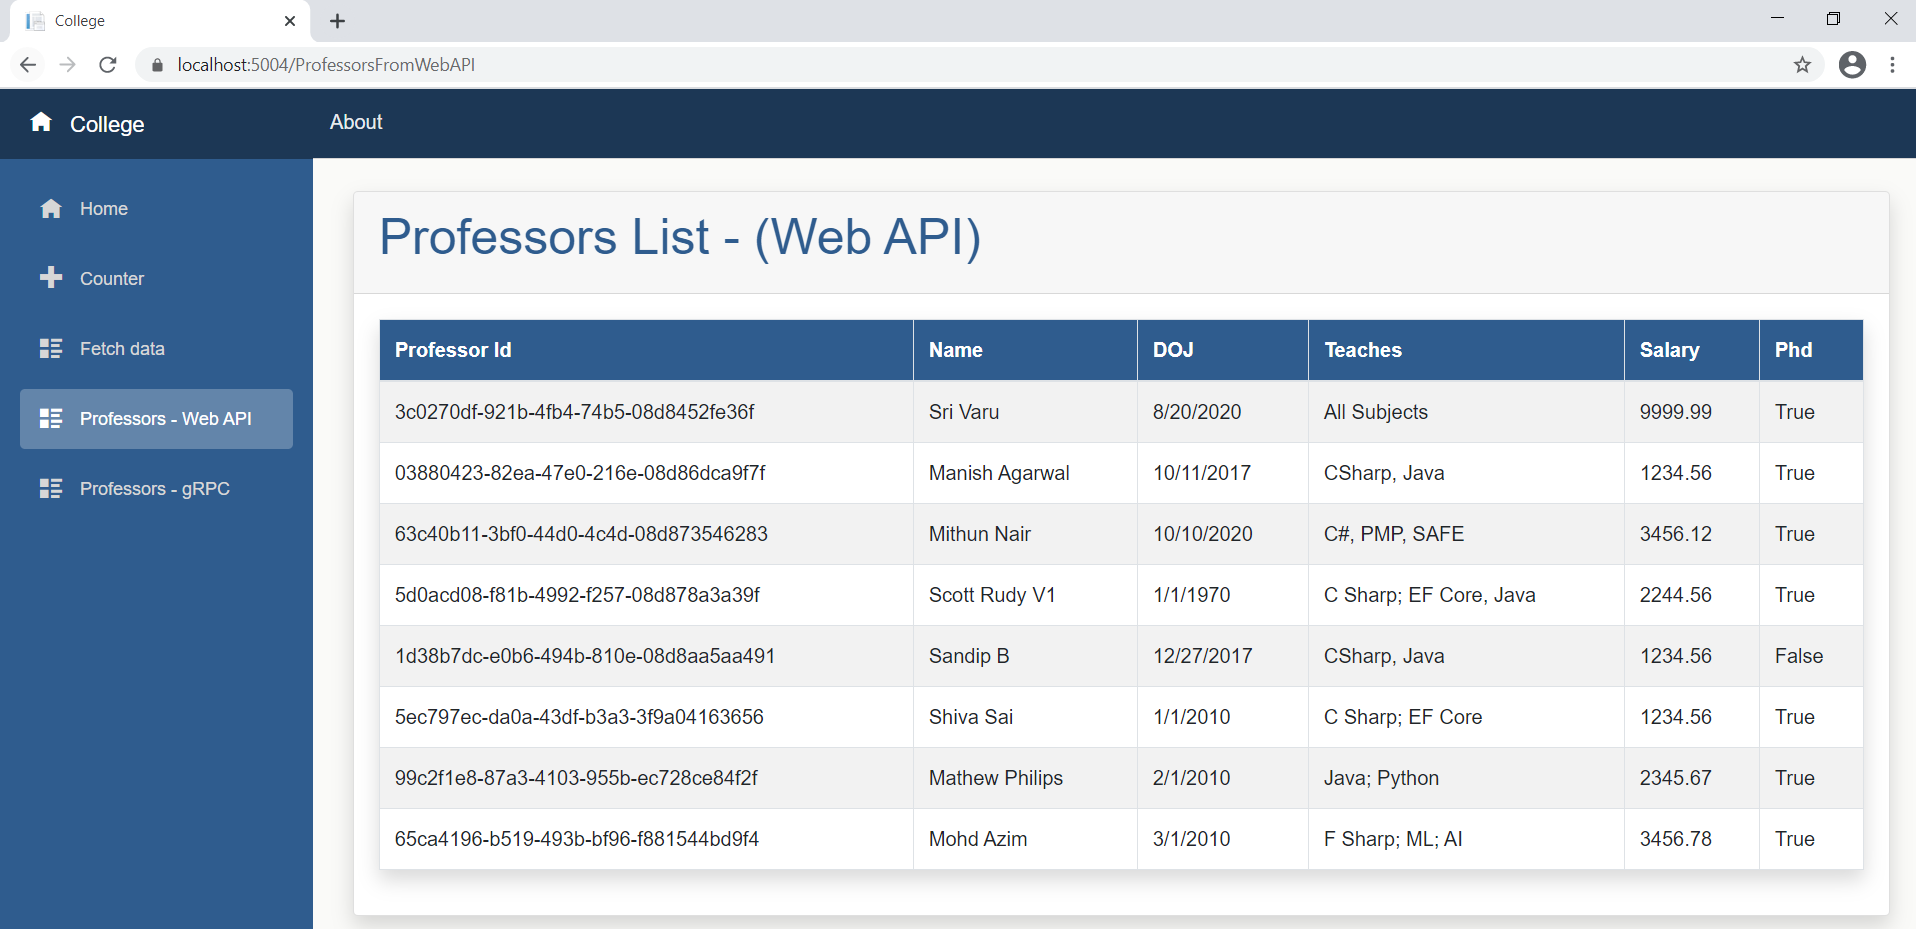 College
localhost:5004/ProfessorsFromWebAPI
College About
Home
Counter
Fetch data
Professors - Web API
Professors - gRPC
Professors List - (Web API)
Professor Id Name DOJ Teaches Salary Phd
3c0270df-921b-4fb4-74b5-08d8452fe36f Sri Varu 8/20/2020 All Subjects 9999.99 True
03880423-82ea-47e0-216e-08d86dca9f7f Manish Agarwal 10/11/2017 CSharp, Java 1234.56 True
63c40b11-3bf0-44d0-4c4d-08d873546283 Mithun Nair 10/10/2020 C#, PMP, SAFE 3456.12 True
5d0acd08-f81b-4992-f257-08d878a3a39f Scott Rudy V1 1/1/1970 C Sharp; EF Core, Java 2244.56 True
1d38b7dc-e0b6-494b-810e-08d8aa5aa491 Sandip B 12/27/2017 CSharp, Java 1234.56 False
5ec797ec-da0a-43df-b3a3-3f9a04163656 Shiva Sai 1/1/2010 C Sharp; EF Core 1234.56 True
99c2f1e8-87a3-4103-955b-ec728ce84f2f Mathew Philips 2/1/2010 Java; Python 2345.67 True
65ca4196-b519-493b-bf96-f881544bd9f4 Mohd Azim 3/1/2010 F Sharp; ML; AI 3456.78 True